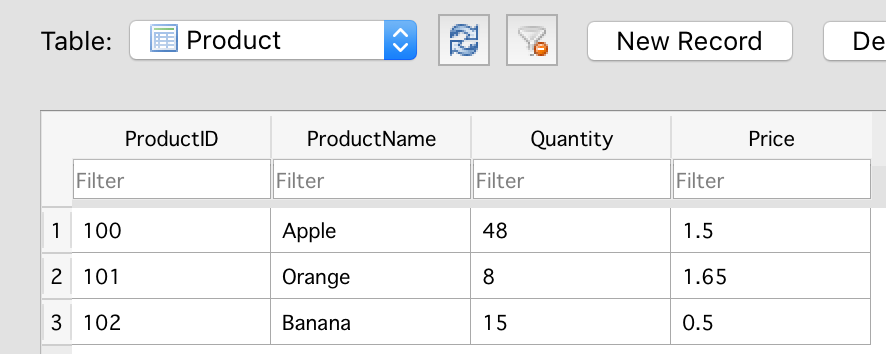 Table: Product New Record De
ProductID ProductName Quantity Price
Filter Filter Filter Filter
1 100 Apple 48 1.5
2 101 Orange 8 1.65
3 102 Banana 15 0.5